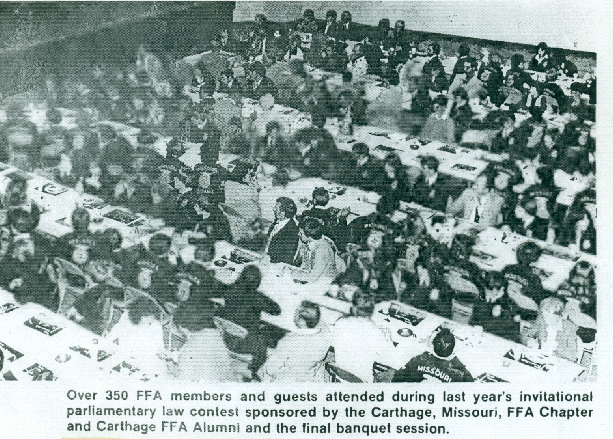 MISSOURI
Over 350 FFA members and guests attended during last year's invitational
parliamentary law contest sponsored by the Carthage, Missouri, FFA Chapter
and Carthage FFA Alumni and the final banquet session.